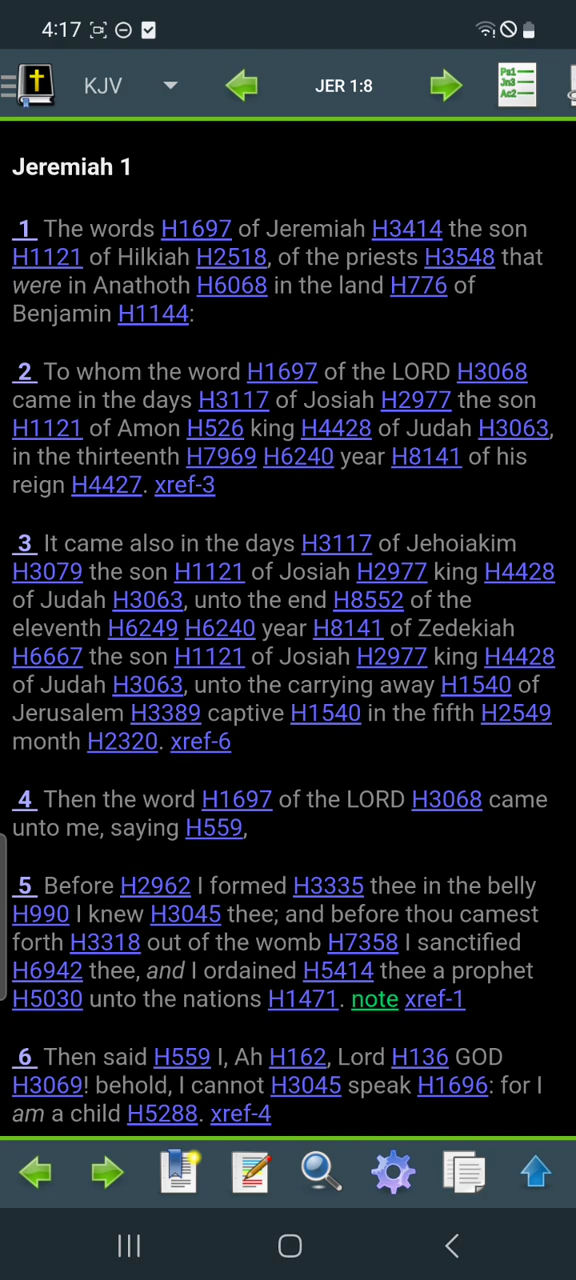 4:17
KJV
JER 1:8
Ps1
Jn3
Ac2
Jeremiah 1
1 The words H1697 of Jeremiah H3414 the son
H1121 of Hilkiah H2518, of the priests H3548 that
were in Anathoth H6068 in the land H776 of
Benjamin H1144:
2 To whom the word H1697 of the LORD H3068
came in the days H3117 of Josiah H2977 the son
H1121 of Amon H526 king H4428 of Judah H3063,
in the thirteenth H7969 H6240 year H8141 of his
reign H4427. xref-3
3 It came also in the days H3117 of Jehoiakim
H3079 the son H1121 of Josiah H2977 king H4428
of Judah H3063, unto the end H8552 of the
eleventh H6249 H6240 year H8141 of Zedekiah
H6667 the son H1121 of Josiah H2977 king H4428
of Judah H3063, unto the carrying away H1540 of
Jerusalem H3389 captive H1540 in the fifth H2549
month H2320. xref-6
4 Then the word H1697 of the LORD H3068 came
unto me, saying H559,
5 Before H2962 I formed H3335 thee in the belly
H990 I knew H3045 thee; and before thou camest
forth H3318 out of the womb H7358 I sanctified
H6942 thee, and I ordained H5414 thee a prophet
H5030 unto the nations H1471. note xref-1
6 Then said H559 I, Ah H162, Lord H136 GOD
H3069! behold, I cannot H3045 speak H1696: for I
am a child H5288. xref-4